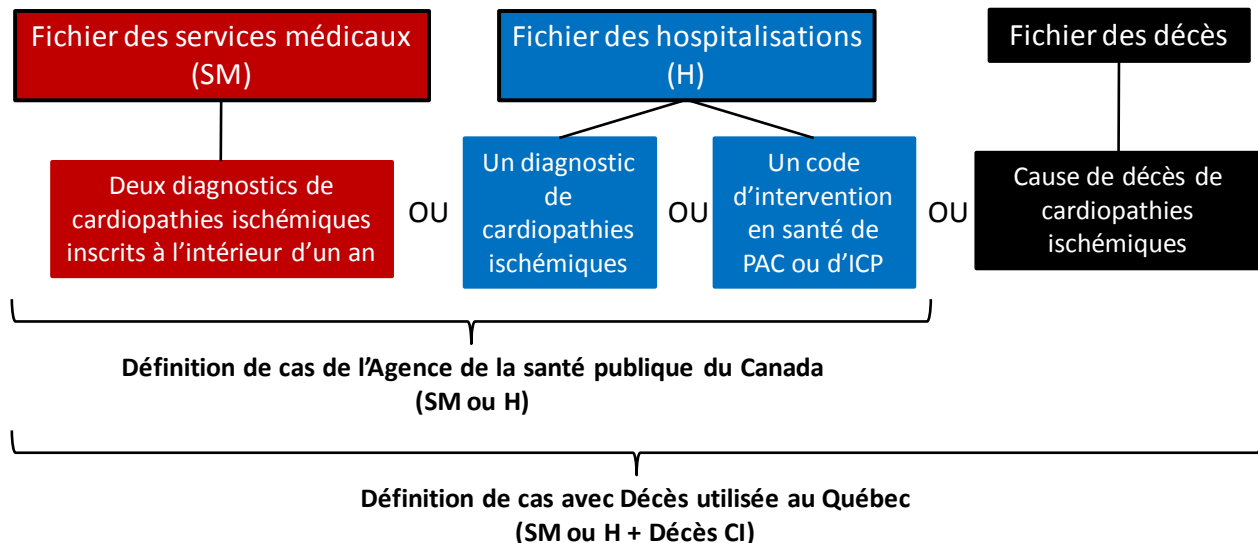 Fichier des services médicaux
(SM)
Fichier des hospitalisations
(H)
Fichier des décès
Deux diagnostics de
cardiopathies ischémiques
inscrits à l’intérieur d’un an
OU
Un diagnostic
de
cardiopathies
ischémiques
OU
Un code
d’intervention
en santé de
PAC ou d’ICP
OU
Cause de décès de
cardiopathies
ischémiques
Définition de cas de l’Agence de la santé publique du Canada
(SM ou H)
Définition de cas avec Décès utilisée au Québec
(SM ou H + Décès CI)